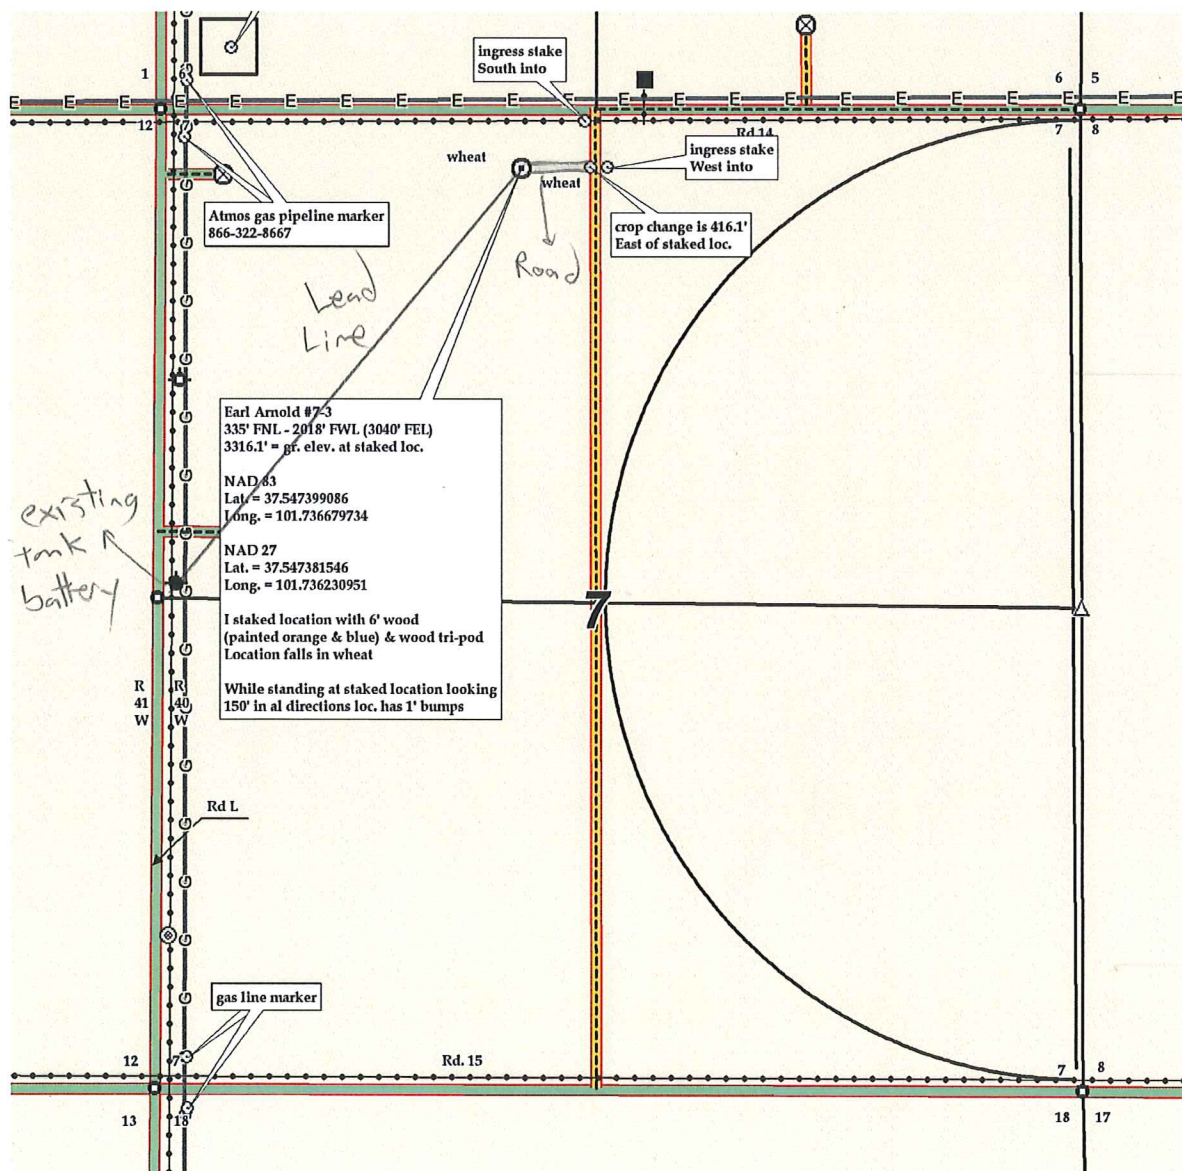 ingress stake
South into
1
6
6
5
E E E E E E E E E E E E E E E E E E E E E E
12
7
Rd 14
7
8
wheat
ingress stake
West into
wheat
Atmos gas pipeline marker
866-322-8667
crop change is 416.1'
East of staked loc.
Road
Lead
Line
Earl Arnold #7-3
335' FNL - 2018' FWL (3040' FEL)
3316.1' = gr. elev. at staked loc.
NAD 83
Lat. = 37.547399086
Long. = 101.736679734
NAD 27
Lat. = 37.547381546
Long. = 101.736230951
I staked location with 6' wood
(painted orange & blue) & wood tri-pod
Location falls in wheat
While standing at staked location looking
150' in al directions loc. has 1' bumps
existing
tank
battery
7
R
41
W
R
40
W
Rd L
G G G G G G G G G G G G G G G G
gas line marker
12
7
Rd. 15
7
8
13
18
18
17